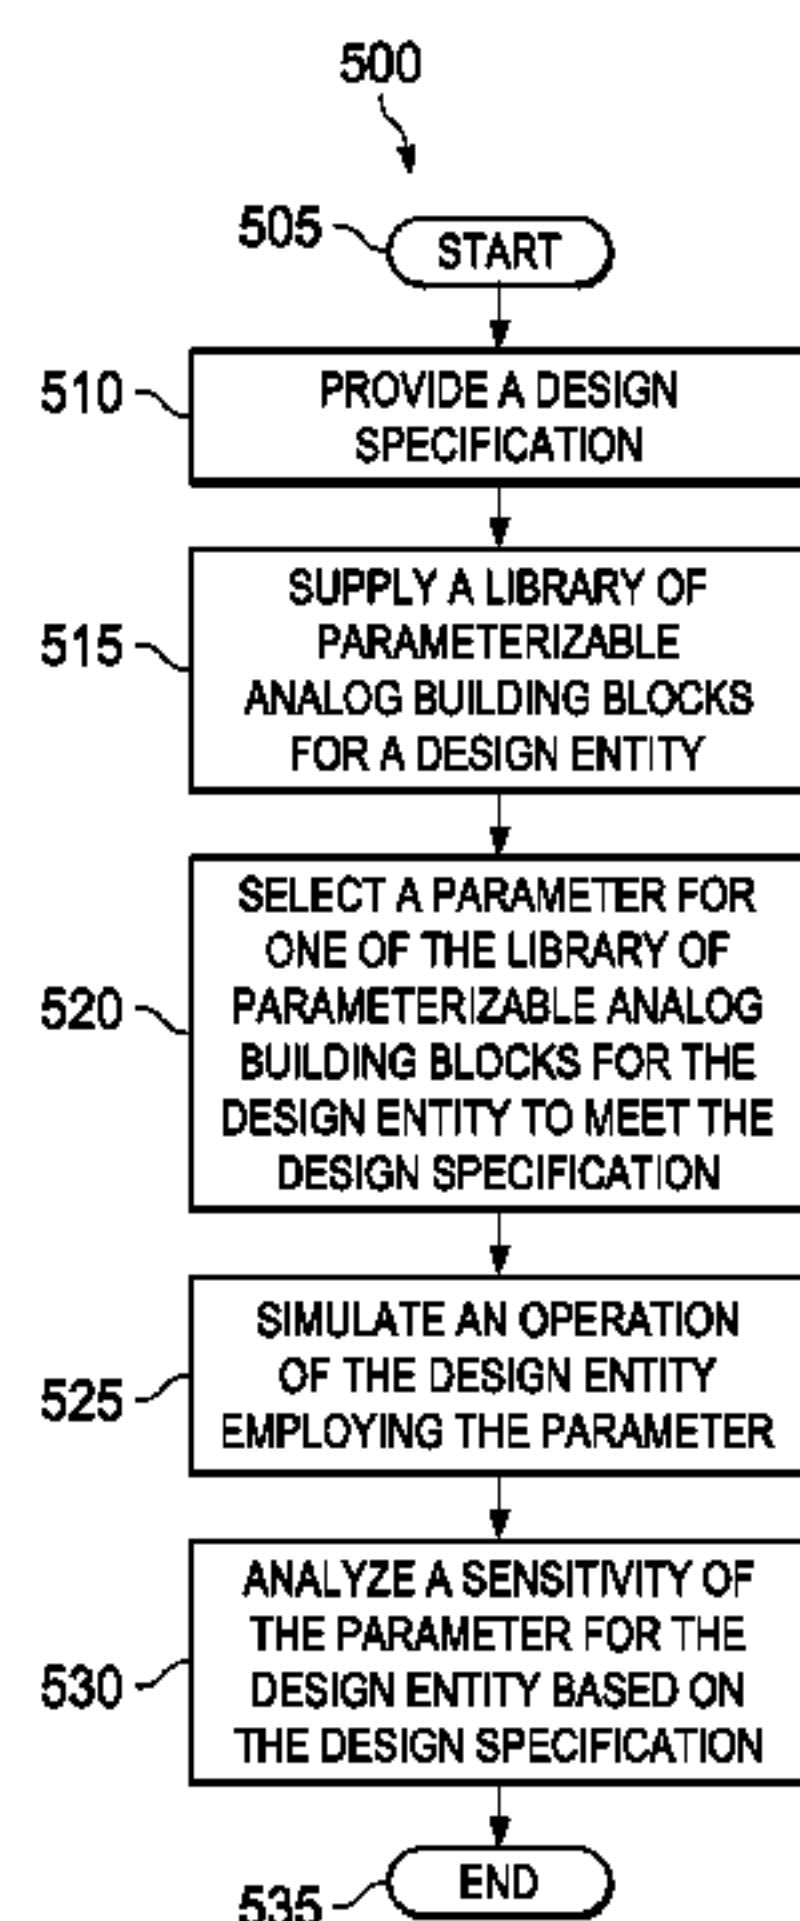 500
505
START
510
PROVIDE A DESIGN
SPECIFICATION
515
SUPPLY A LIBRARY OF
PARAMETERIZABLE
ANALOG BUILDING BLOCKS
FOR A DESIGN ENTITY
520
SELECT A PARAMETER FOR
ONE OF THE LIBRARY OF
PARAMETERIZABLE ANALOG
BUILDING BLOCKS FOR THE
DESIGN ENTITY TO MEET THE
DESIGN SPECIFICATION
525
SIMULATE AN OPERATION
OF THE DESIGN ENTITY
EMPLOYING THE PARAMETER
530
ANALYZE A SENSITIVITY OF
THE PARAMETER FOR THE
DESIGN ENTITY BASED ON
THE DESIGN SPECIFICATION
535
END